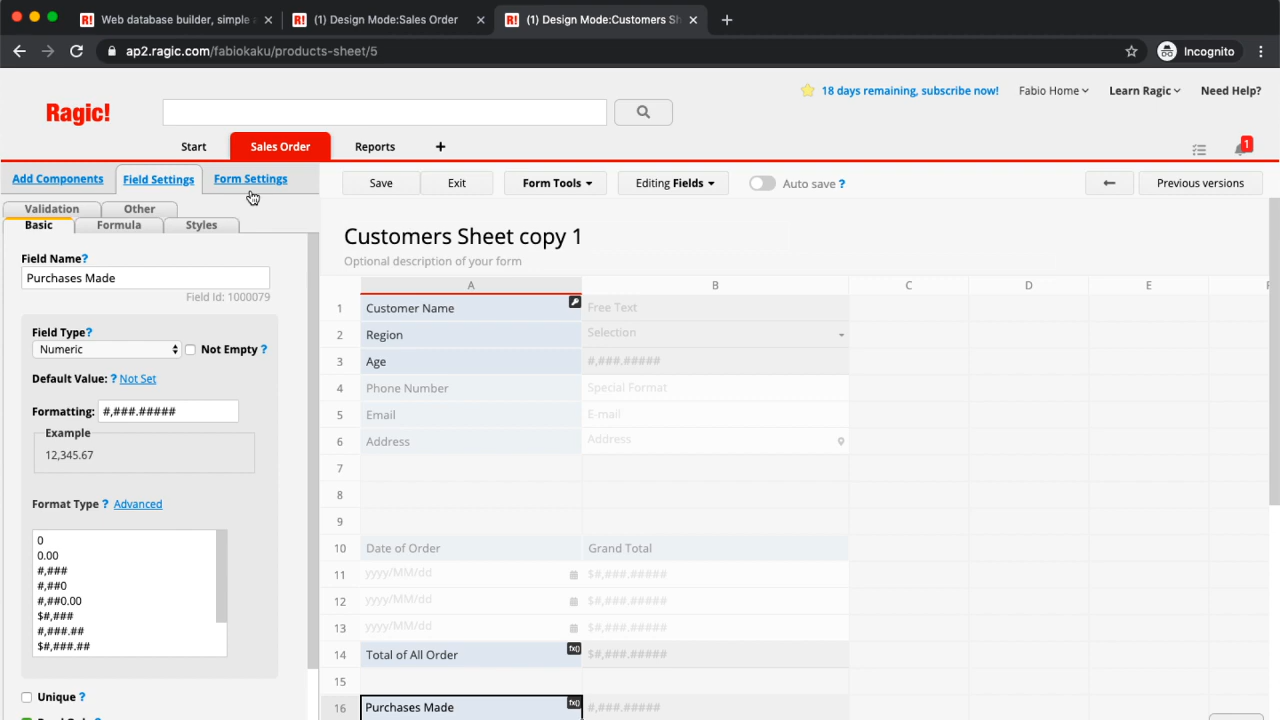 Web database builder, simple a
(1) Design Mode:Sales Order
(1) Design Mode:Customers Sh
ap2.ragic.com/fabiokaku/products-sheet/5
Incognito
Ragic!
18 days remaining, subscribe now!
Fabio Home
Learn Ragic
Need Help?
Start
Sales Order
Reports
+
1
Add Components
Field Settings
Form Settings
Save
Exit
Form Tools
Editing Fields
Auto save ?
Previous versions
Validation
Other
Basic
Formula
Styles
Field Name?
Purchases Made
Field Id: 1000079
Field Type?
Numeric
Not Empty ?
Default Value: ? Not Set
Formatting: #,###.#####
Example
12,345.67
Format Type ? Advanced
0
0.00
#,###
#,##0
#,##0.00
$#,###
#,###.##
$#,###.##
Unique ?
Customers Sheet copy 1
Optional description of your form
A B C D E
1 Customer Name Free Text
2 Region Selection
3 Age #,###.#####
4 Phone Number Special Format
5 Email E-mail
6 Address Address
7
8
9
10 Date of Order Grand Total
11 yyyy/MM/dd $#,###.#####
12 yyyy/MM/dd $#,###.#####
13 yyyy/MM/dd $#,###.#####
14 Total of All Order fx() $#,###.#####
15
16 Purchases Made fx() #,###.#####